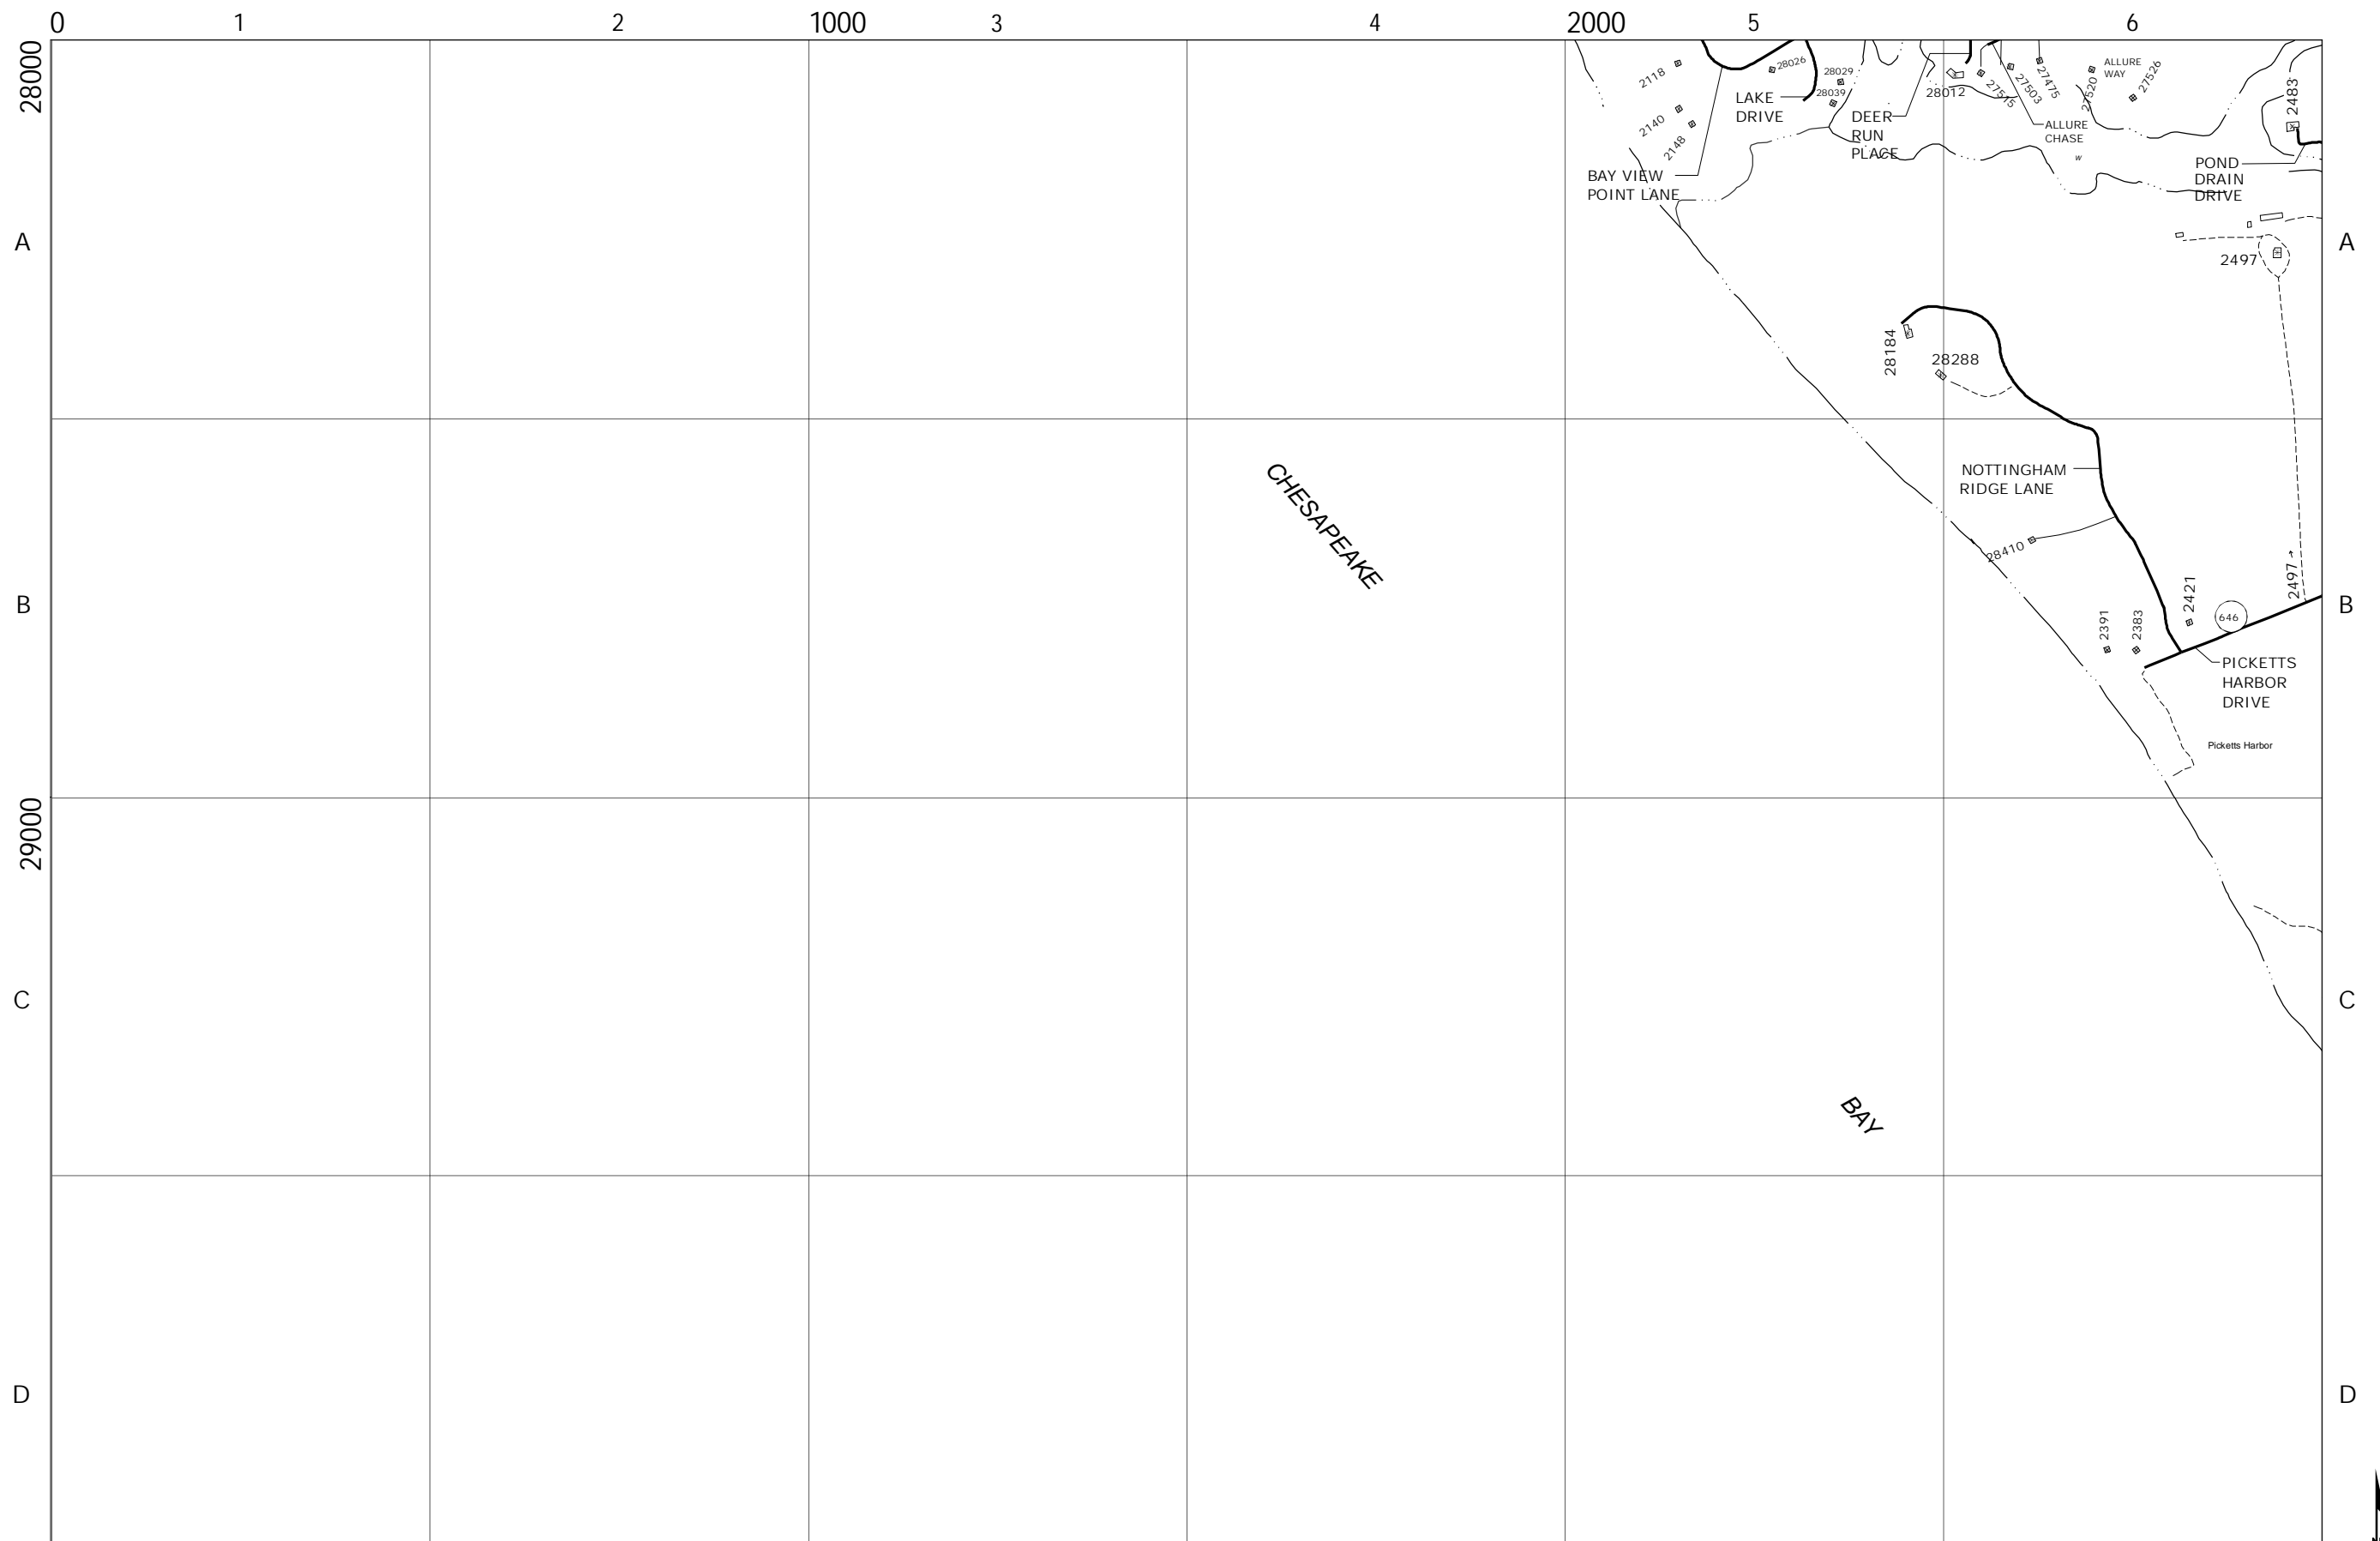 0 1 2 1000 3 4 2000 5 6
28000
2118
28026
28029
28039
LAKE
DRIVE
2140
2148
BAY VIEW
POINT LANE
DEER
RUN
PLACE
28012
27515
27503
27475
27520
ALLURE
WAY
27526
ALLURE
CHASE
W
2483
POND
DRAIN
DRIVE
A
A
2497
28184
28288
CHESAPEAKE
NOTTINGHAM
RIDGE LANE
28410
B
B
2391
2383
2421
646
2497
PICKETTS
HARBOR
DRIVE
Picketts Harbor
29000
C
C
BAY
D
D